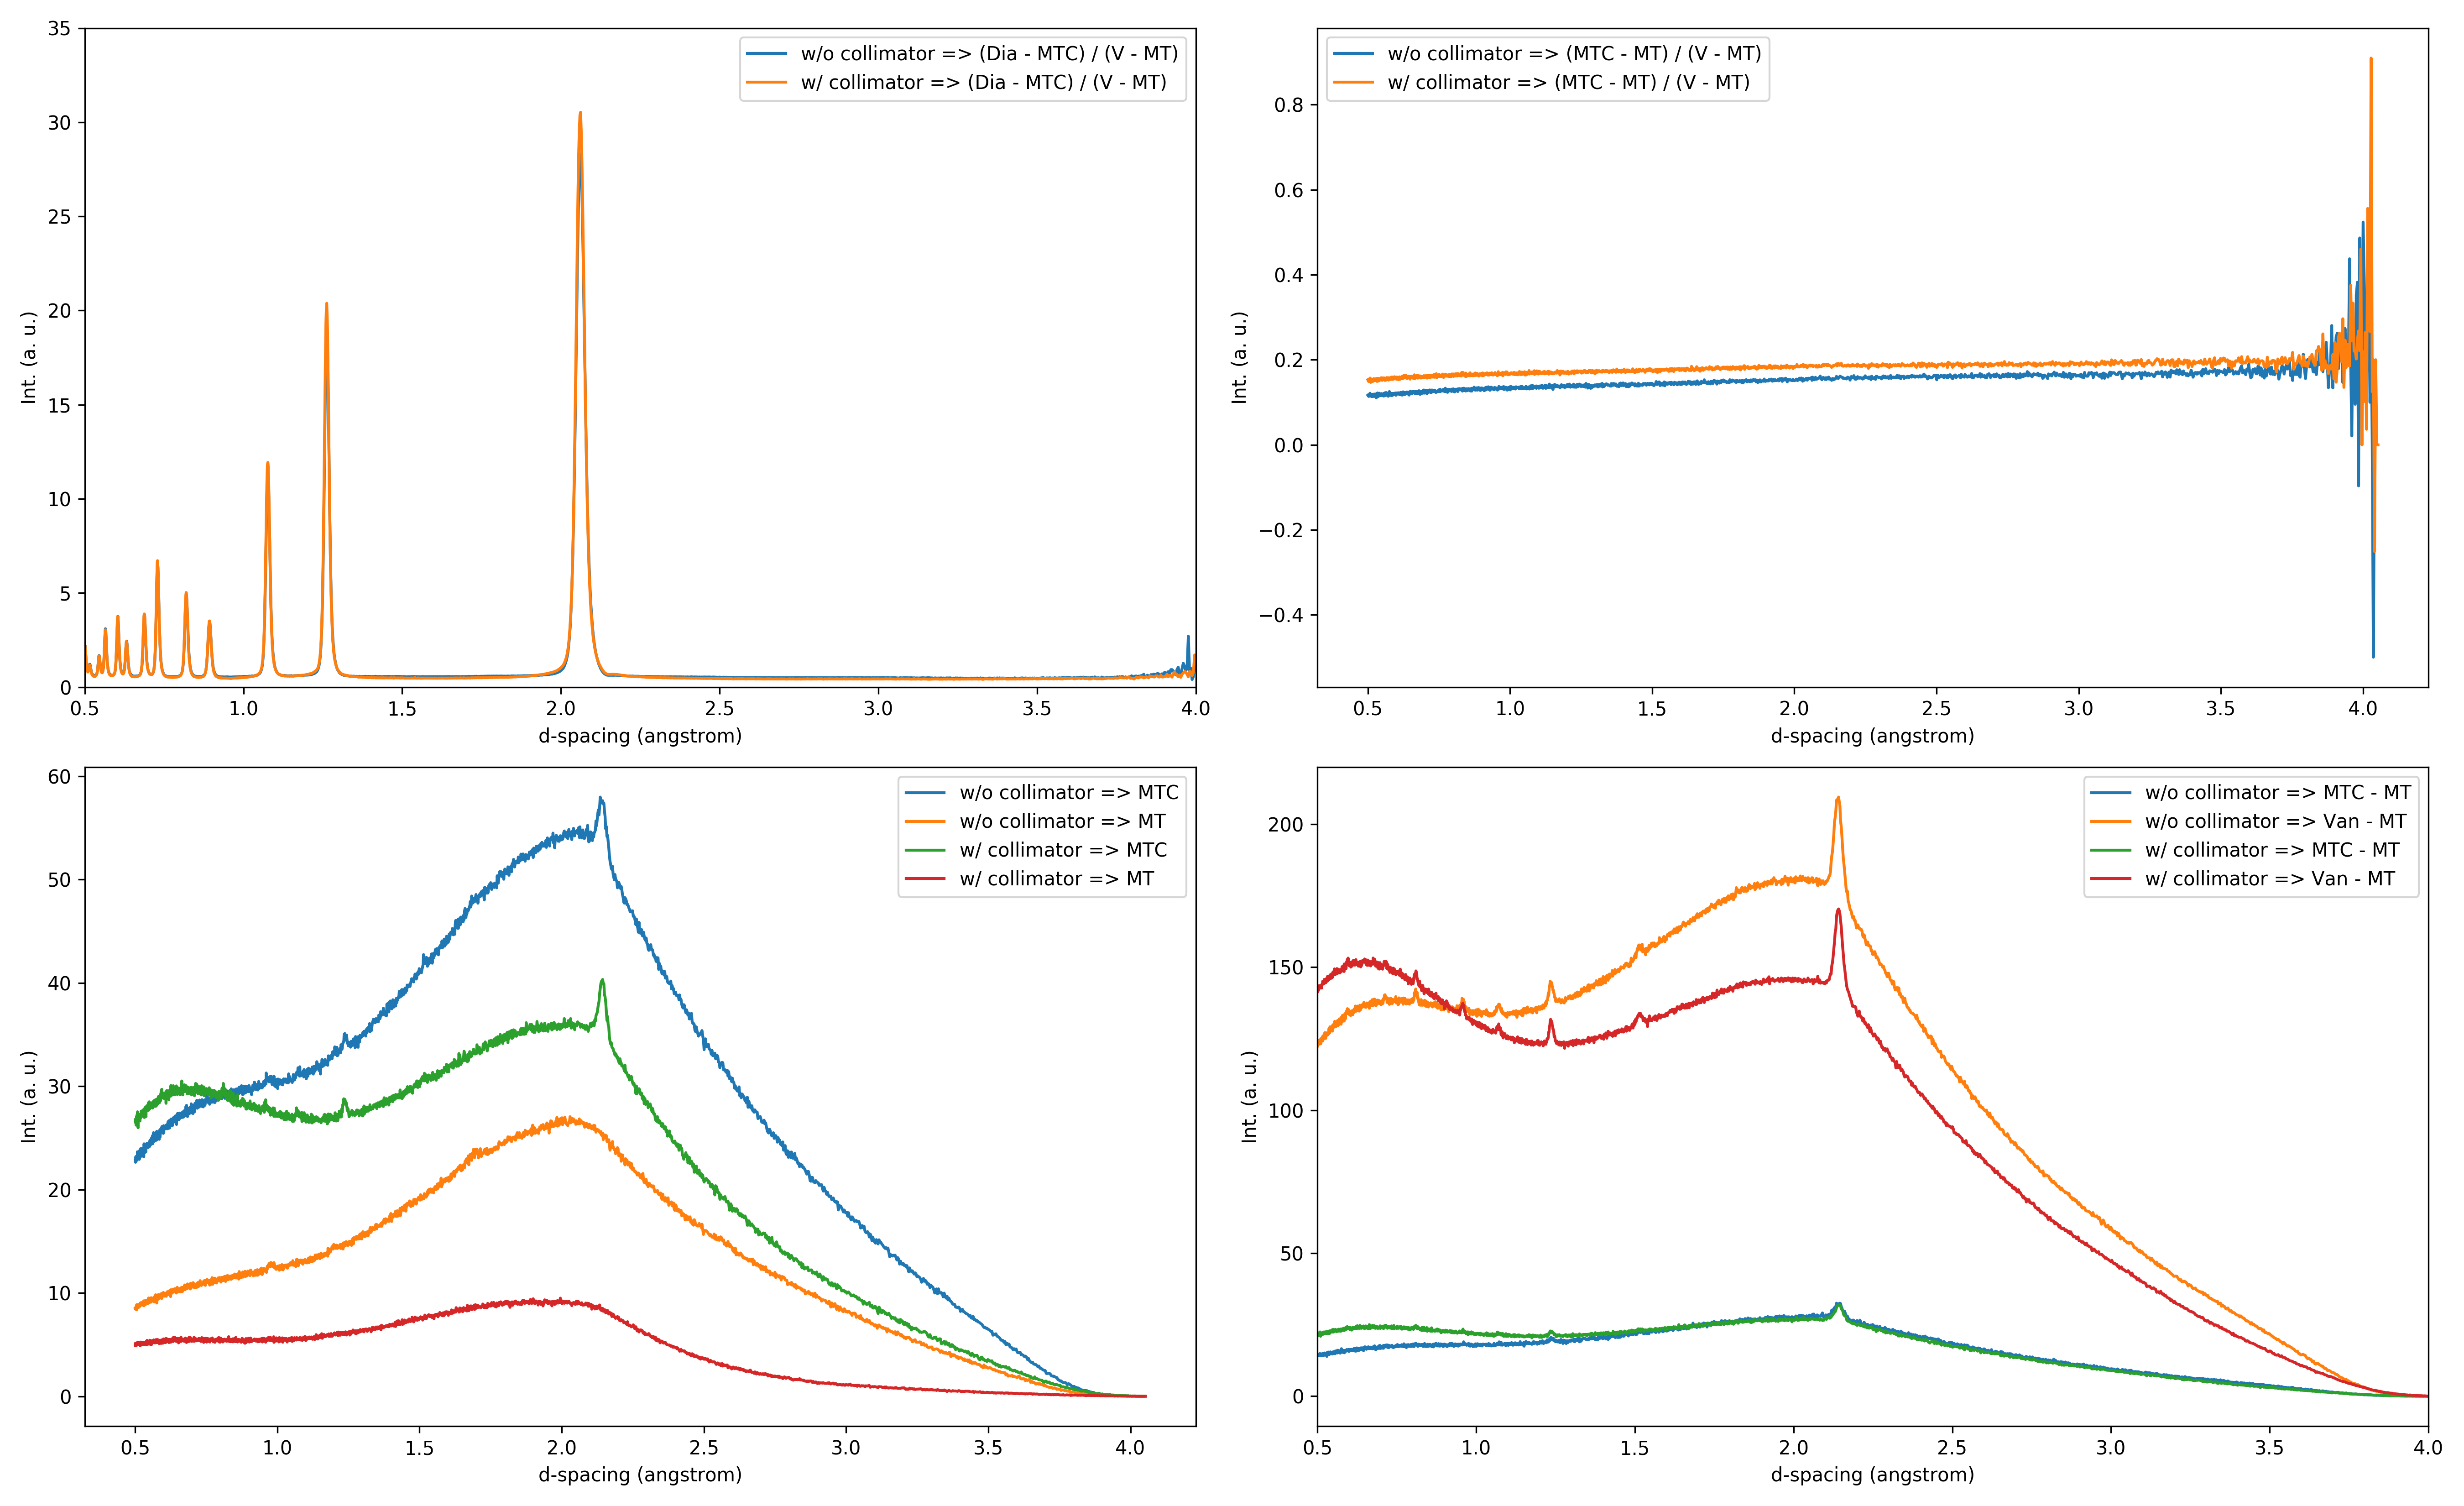 w/o collimator => (Dia - MTC) / (V - MT)
w/ collimator => (Dia - MTC) / (V - MT)
35
30
25
20
15
10
5
0
Int. (a. u.)
0.5 1.0 1.5 2.0 2.5 3.0 3.5 4.0
d-spacing (angstrom)
w/o collimator => (MTC - MT) / (V - MT)
w/ collimator => (MTC - MT) / (V - MT)
0.8
0.6
0.4
0.2
0.0
−0.2
−0.4
Int. (a. u.)
0.5 1.0 1.5 2.0 2.5 3.0 3.5 4.0
d-spacing (angstrom)
w/o collimator => MTC
w/o collimator => MT
w/ collimator => MTC
w/ collimator => MT
60
50
40
30
20
10
0
Int. (a. u.)
0.5 1.0 1.5 2.0 2.5 3.0 3.5 4.0
d-spacing (angstrom)
w/o collimator => MTC - MT
w/o collimator => Van - MT
w/ collimator => MTC - MT
w/ collimator => Van - MT
200
150
100
50
0
Int. (a. u.)
0.5 1.0 1.5 2.0 2.5 3.0 3.5 4.0
d-spacing (angstrom)